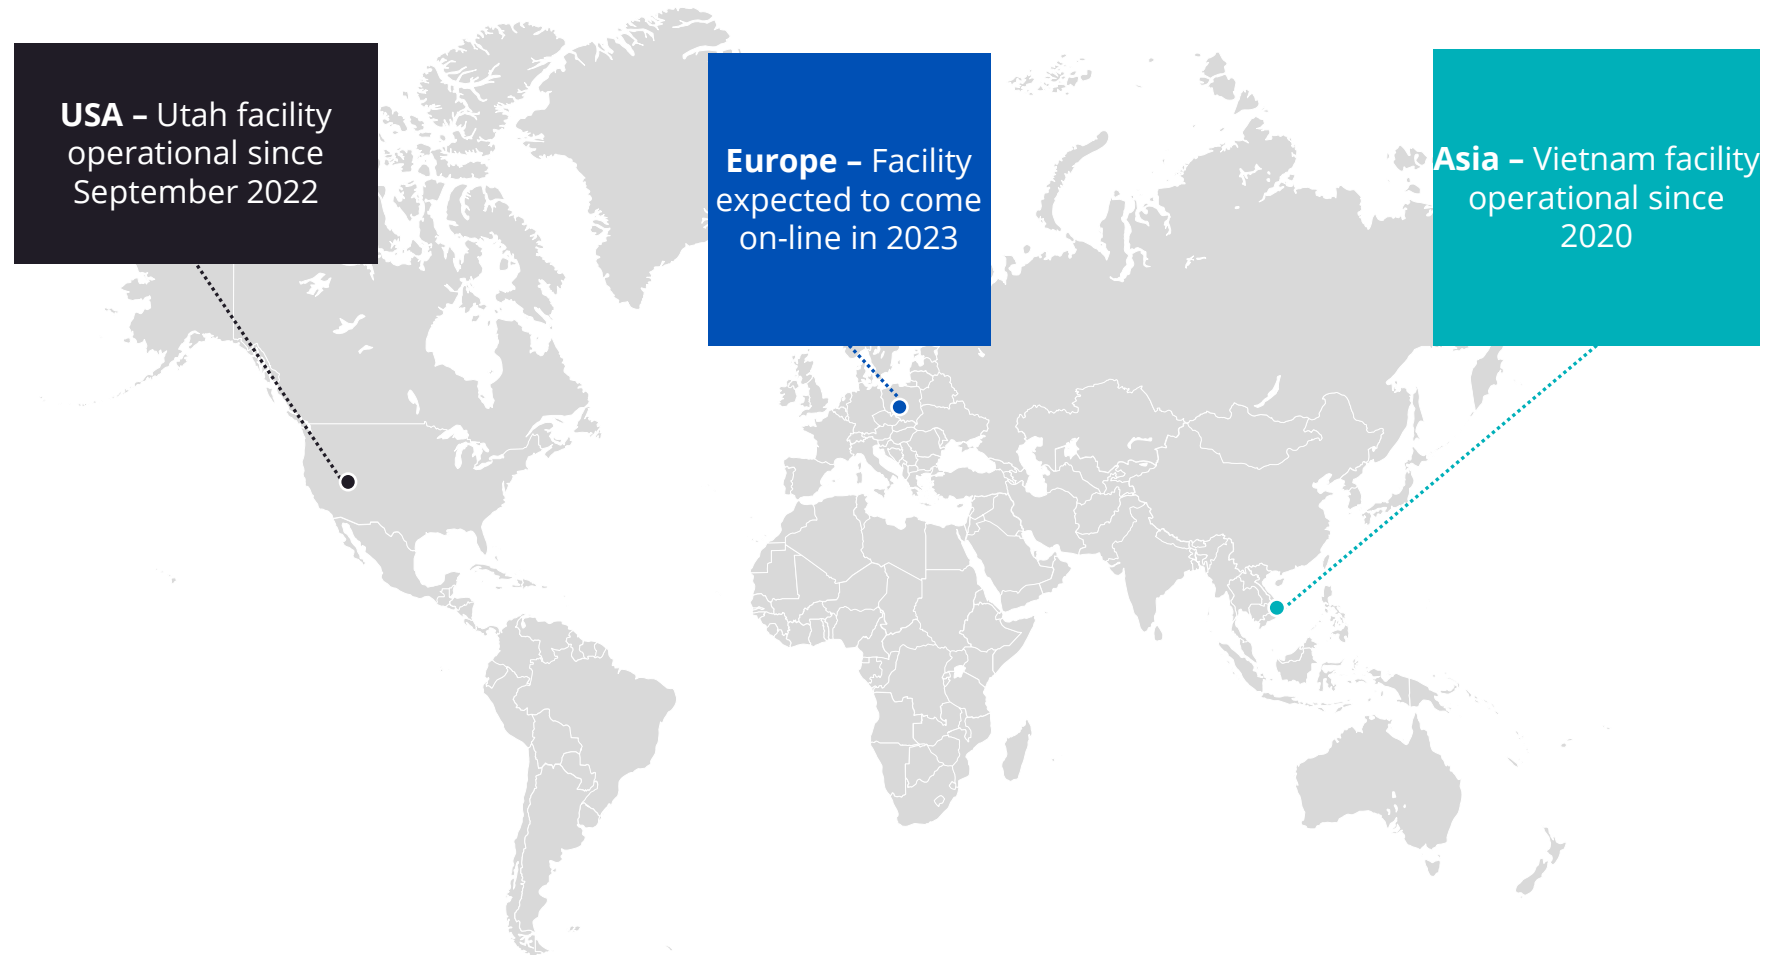 USA – Utah facility
operational since
September 2022
Europe – Facility
expected to come
on-line in 2023
Asia – Vietnam facility
operational since
2020